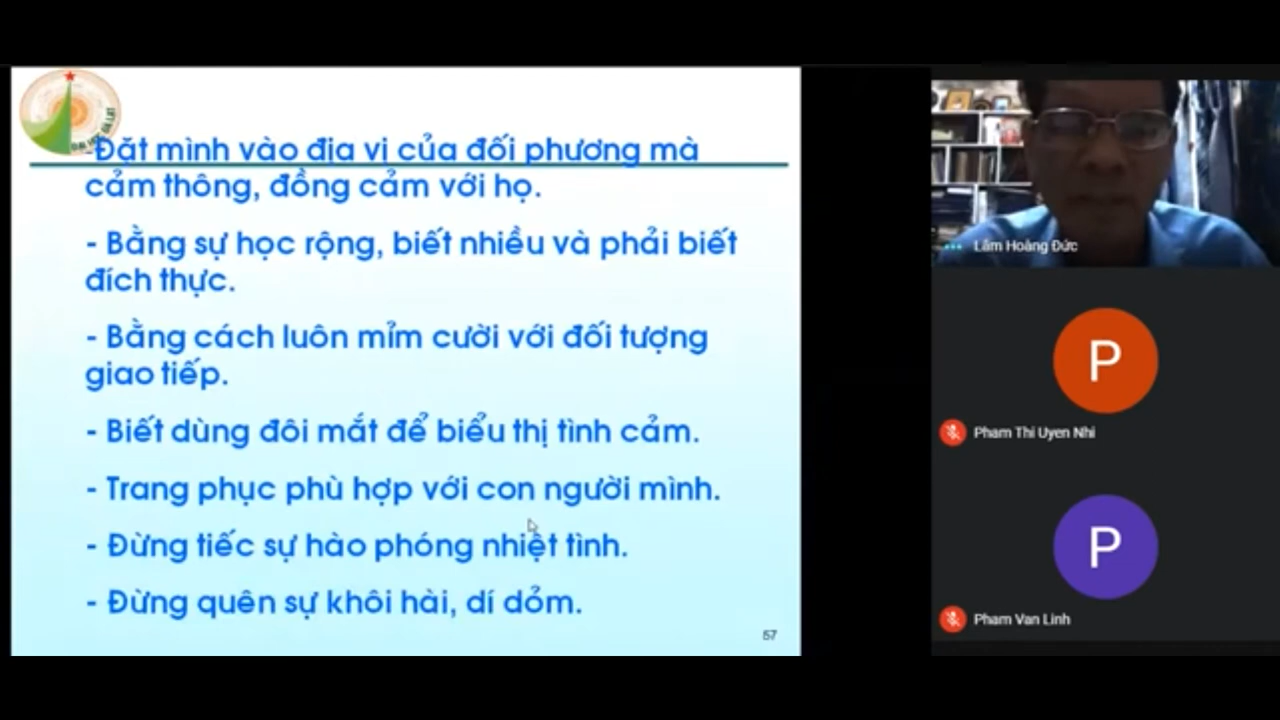 Đặt mình vào địa vị của đối phương mà
cảm thông, đồng cảm với họ.
- Bằng sự học rộng, biết nhiều và phải biết
đích thực.
- Bằng cách luôn mỉm cười với đối tượng
giao tiếp.
- Biết dùng đôi mắt để biểu thị tình cảm.
- Trang phục phù hợp với con người mình.
- Đừng tiếc sự hào phóng nhiệt tình.
- Đừng quên sự khôi hài, dí dỏm.
57
Lâm Hoàng Đức
P
Pham Thi Uyen Nhi
P
Pham Van Linh